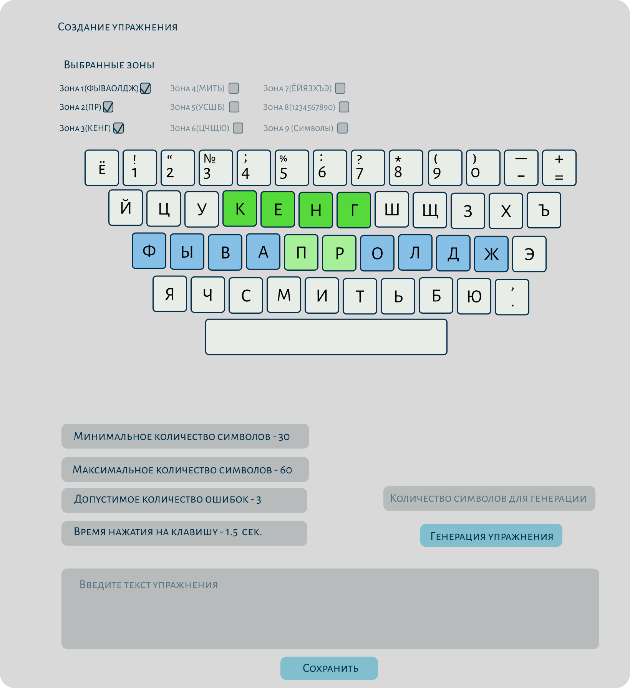 Создание упражнения
Выбранные зоны
Зона 1(ФЫВАОЛДЖ) Зона 4(МИТЬ) Зона 7(ЁЙЯЗХЪЭ)
Зона 2(ПР) Зона 5(УСШБ) Зона 8(1234567890)
Зона 3(КЕНГ) Зона 6(ЦЧЩЮ) Зона 9 (Символы)
Ё ! 1 “ 2 № 3 ; 4 % 5 : 6 ? 7 * 8 ( 9 ) 0 — - + =
Й Ц У К Е Н Г Ш Щ З Х Ъ
Ф Ы В А П Р О Л Д Ж Э
Я Ч С М И Т Ь Б Ю , .
Минимальное количество символов - 30
Максимальное количество символов - 60
Допустимое количество ошибок - 3
Количество символов для генерации
Время нажатия на клавишу - 1.5 сек.
Генерация упражнения
Введите текст упражнения
Сохранить